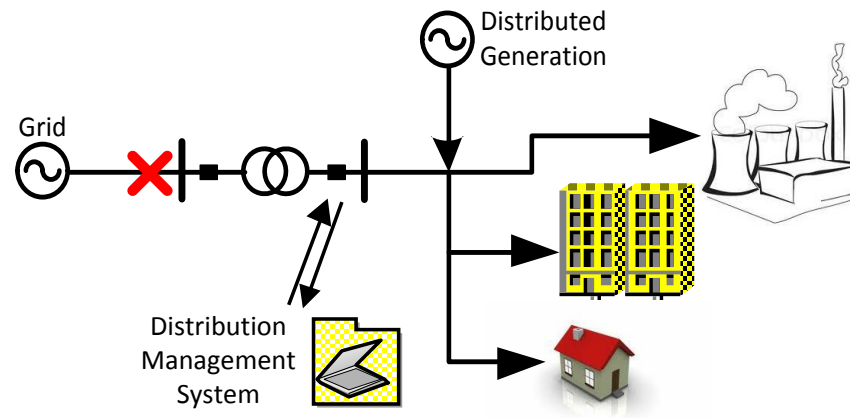 Distributed
Generation
Grid
Distribution
Management
System